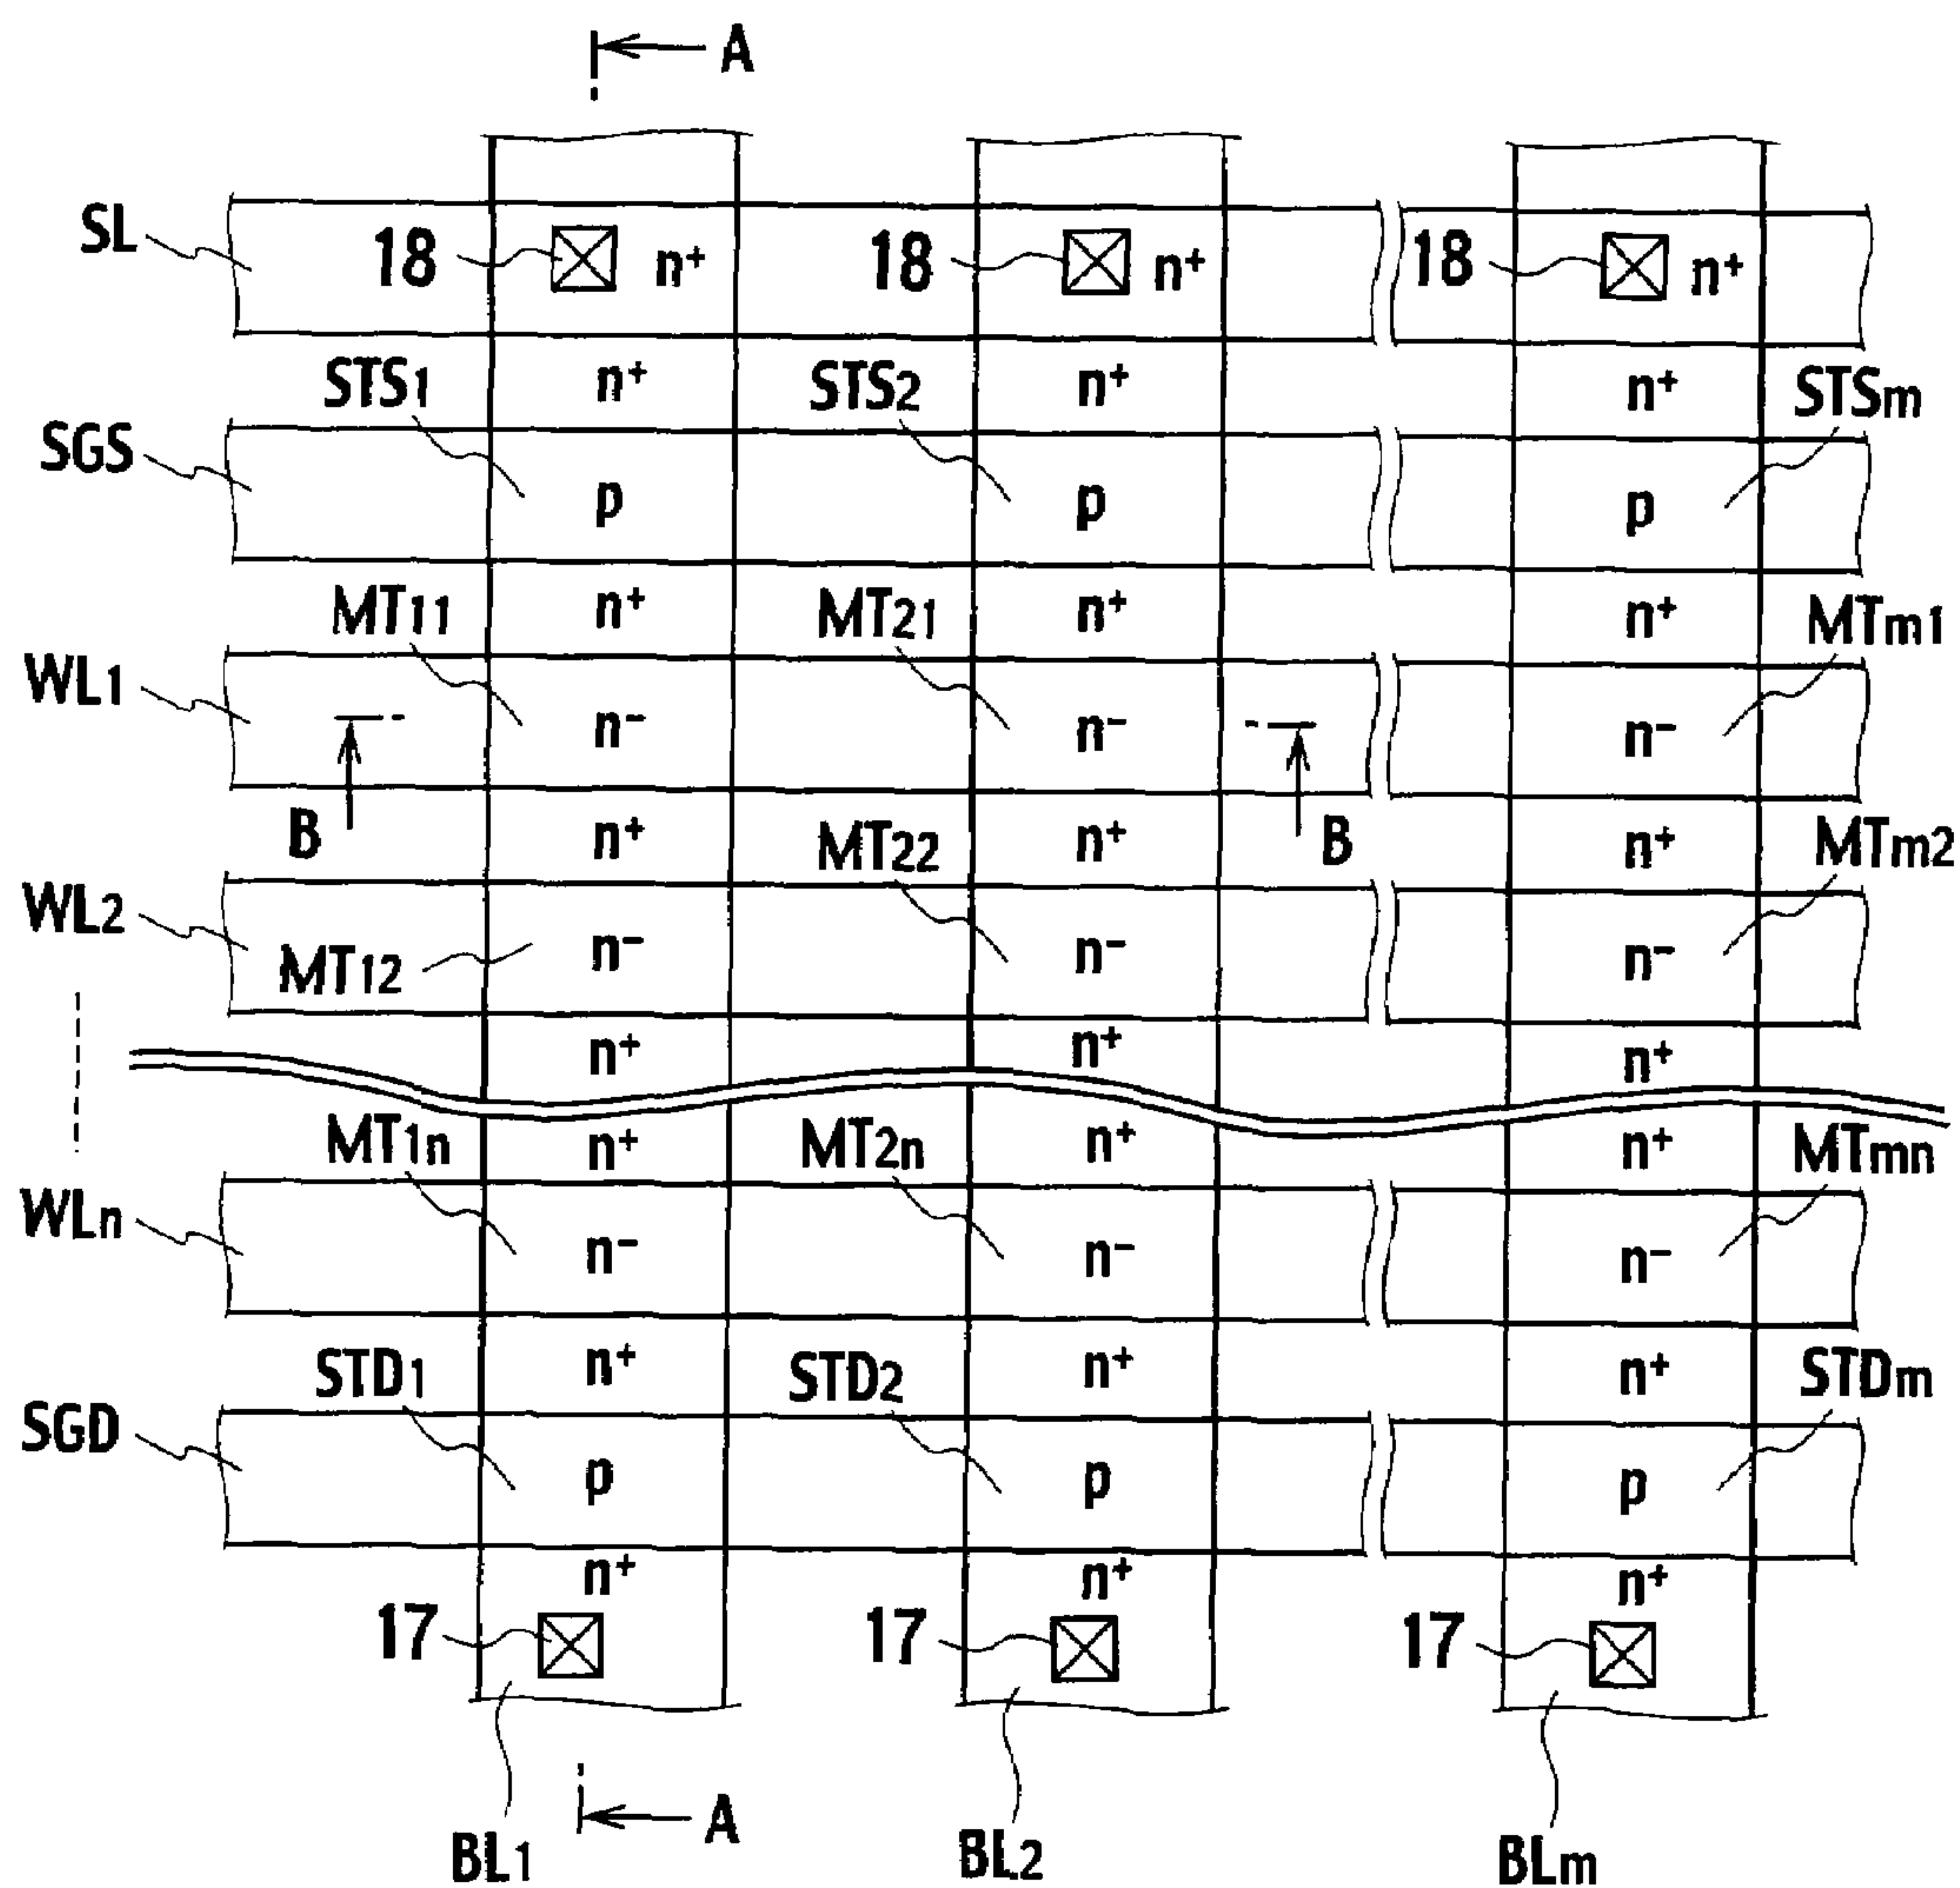 A
SL 18 n+ 18 n+ 18 n+
STS1 n+ STS2 n+ n+ STSm
SGS p p p
MT11 n+ MT21 n+ n+ MTm1
WL1 n- n- n-
B n+ MT22 n+ B n+ MTm2
WL2 MT12 n- n- n-
n+ n+ n+
MT1n n+ MT2n n+ n+ MTmn
WLn n- n- n-
STD1 n+ STD2 n+ n+ STDm
SGD p p p
n+ n+ n+
17 17 17
A
BL1 BL2 BLm